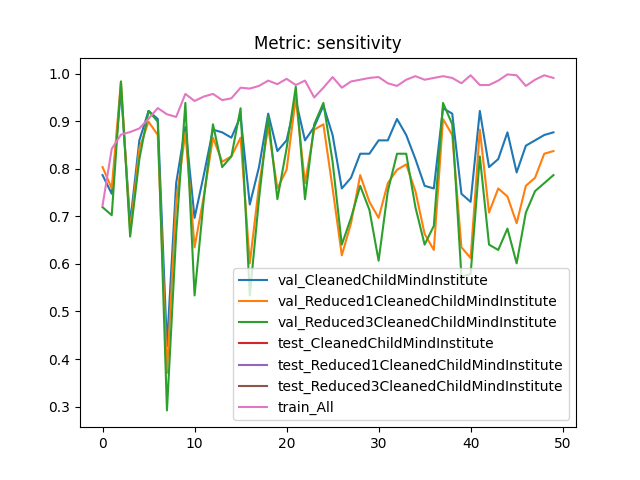 Metric: sensitivity
1.0
0.9
0.8
0.7
0.6
0.5
0.4
0.3
val_CleanedChildMindInstitute
val_Reduced1CleanedChildMindInstitute
val_Reduced3CleanedChildMindInstitute
test_CleanedChildMindInstitute
test_Reduced1CleanedChildMindInstitute
test_Reduced3CleanedChildMindInstitute
train_All
0 10 20 30 40 50